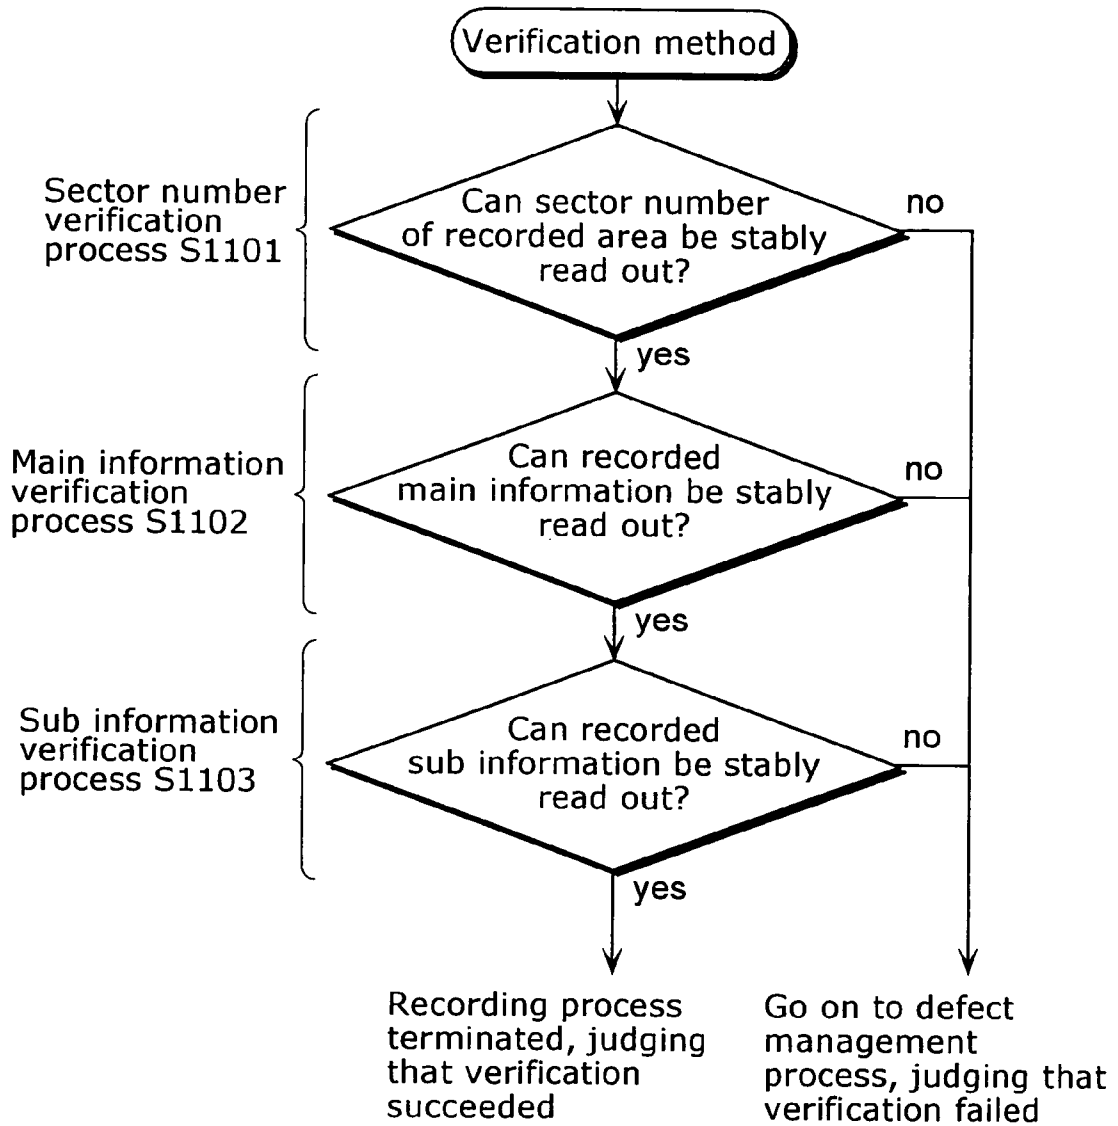 Verification method
Sector number
verification
process S1101
Can sector number
of recorded area be stably
read out?
no
yes
Main information
verification
process S1102
Can recorded
main information be stably
read out?
no
yes
Sub information
verification
process S1103
Can recorded
sub information be stably
read out?
no
yes
Recording process
terminated, judging
that verification
succeeded
Go on to defect
management
process, judging that
verification failed